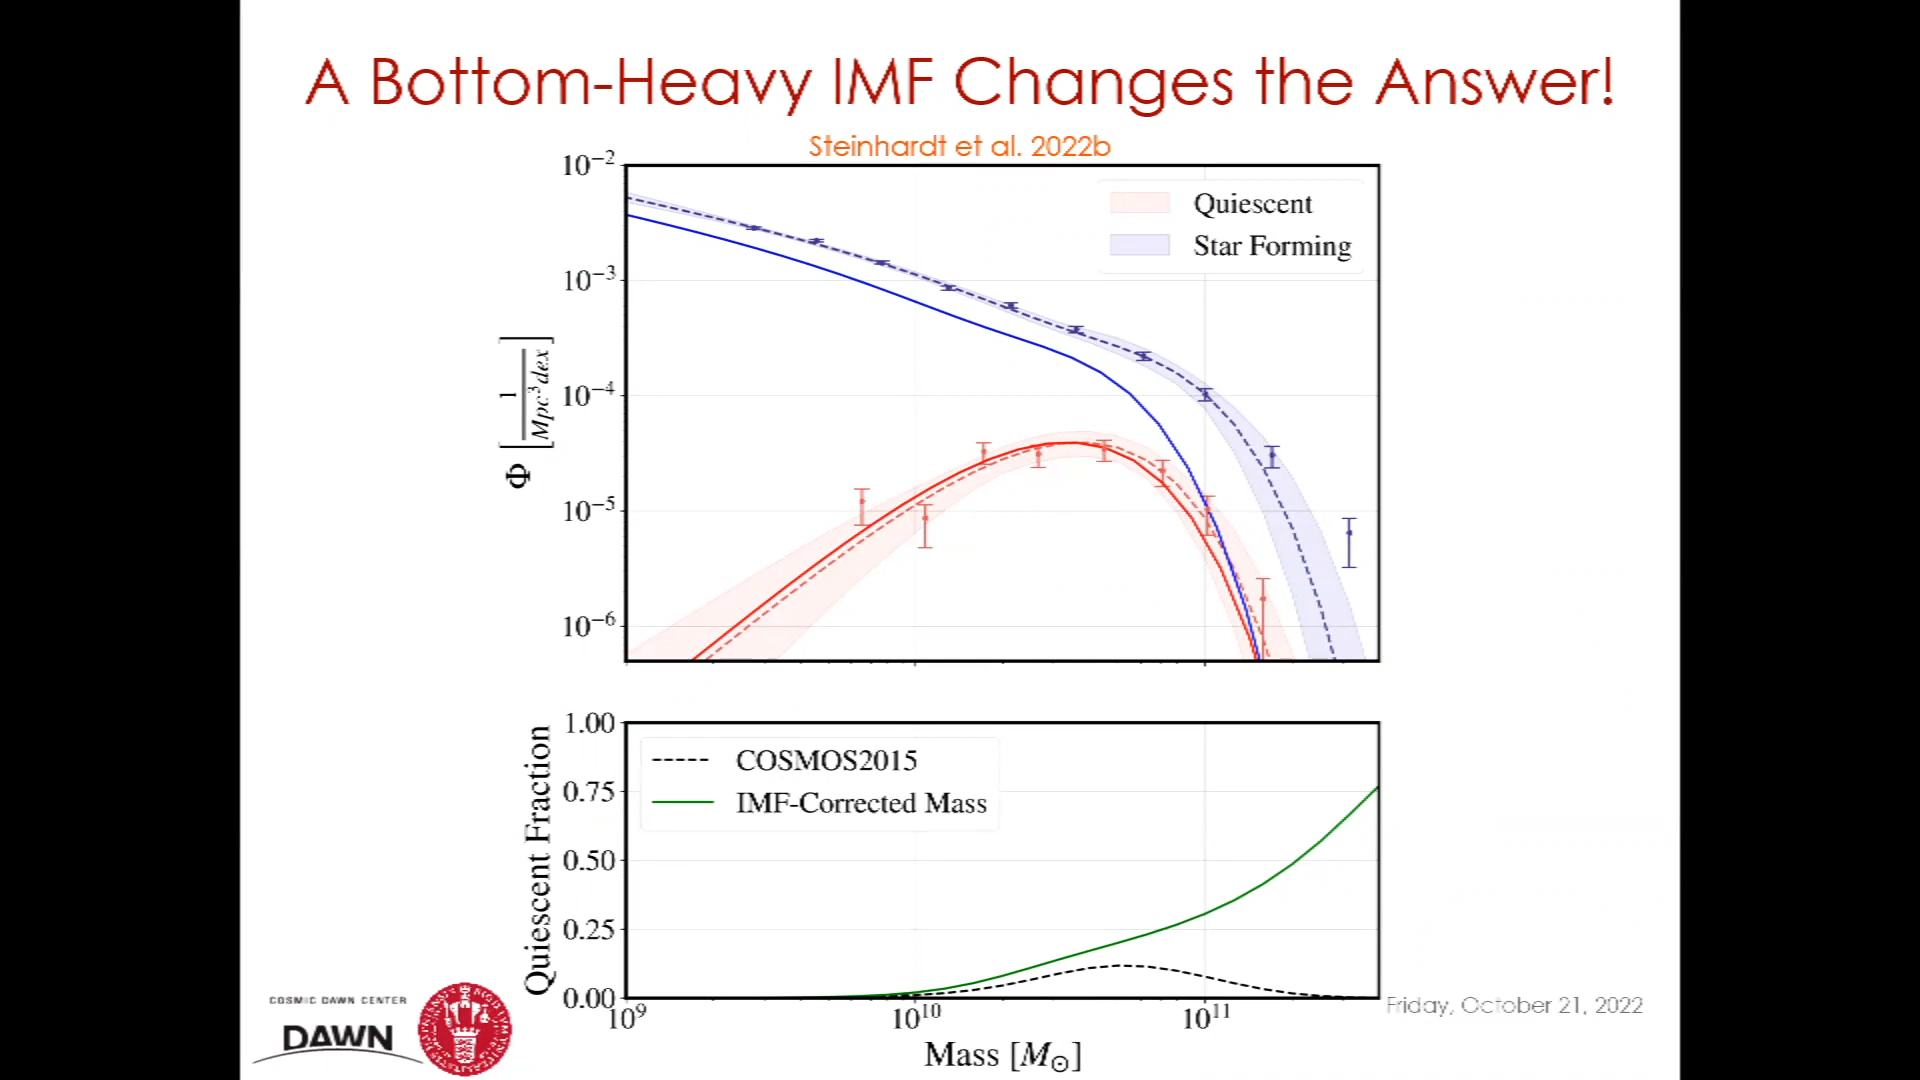 A Bottom-Heavy IMF Changes the Answer!
Steinhardt et al. 2022b
10⁻²
10⁻³
10⁻⁴
10⁻⁵
10⁻⁶
Φ [1 / Mpc³dex]
Quiescent
Star Forming
1.00
0.75
0.50
0.25
0.00
Quiescent Fraction
COSMOS2015
IMF-Corrected Mass
10⁹
10¹⁰
10¹¹
Mass [M⊙]
COSMIC DAWN CENTER
DAWN
Friday, October 21, 2022